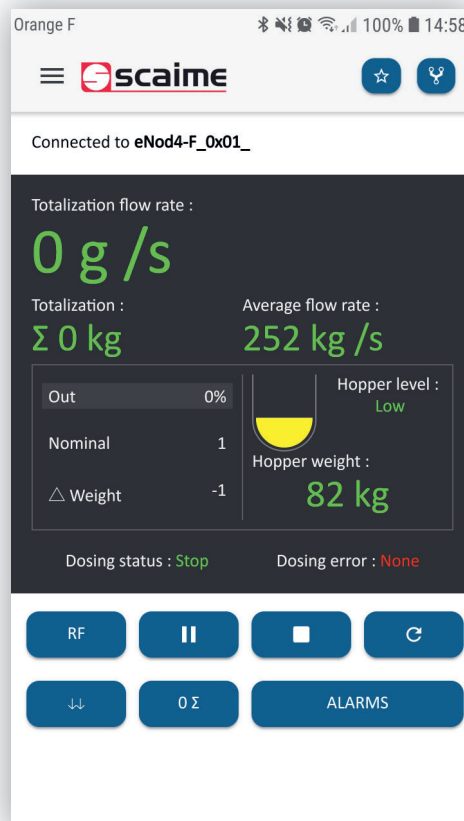 Orange F 100% 14:58
scaime
Connected to eNod4-F_0x01_
Totalization flow rate :
0 g /s
Totalization : Average flow rate :
Σ 0 kg 252 kg /s
Out 0% Hopper level :
Low
Nominal 1
Hopper weight :
△ Weight -1 82 kg
Dosing status : Stop Dosing error : None
RF
0 Σ ALARMS